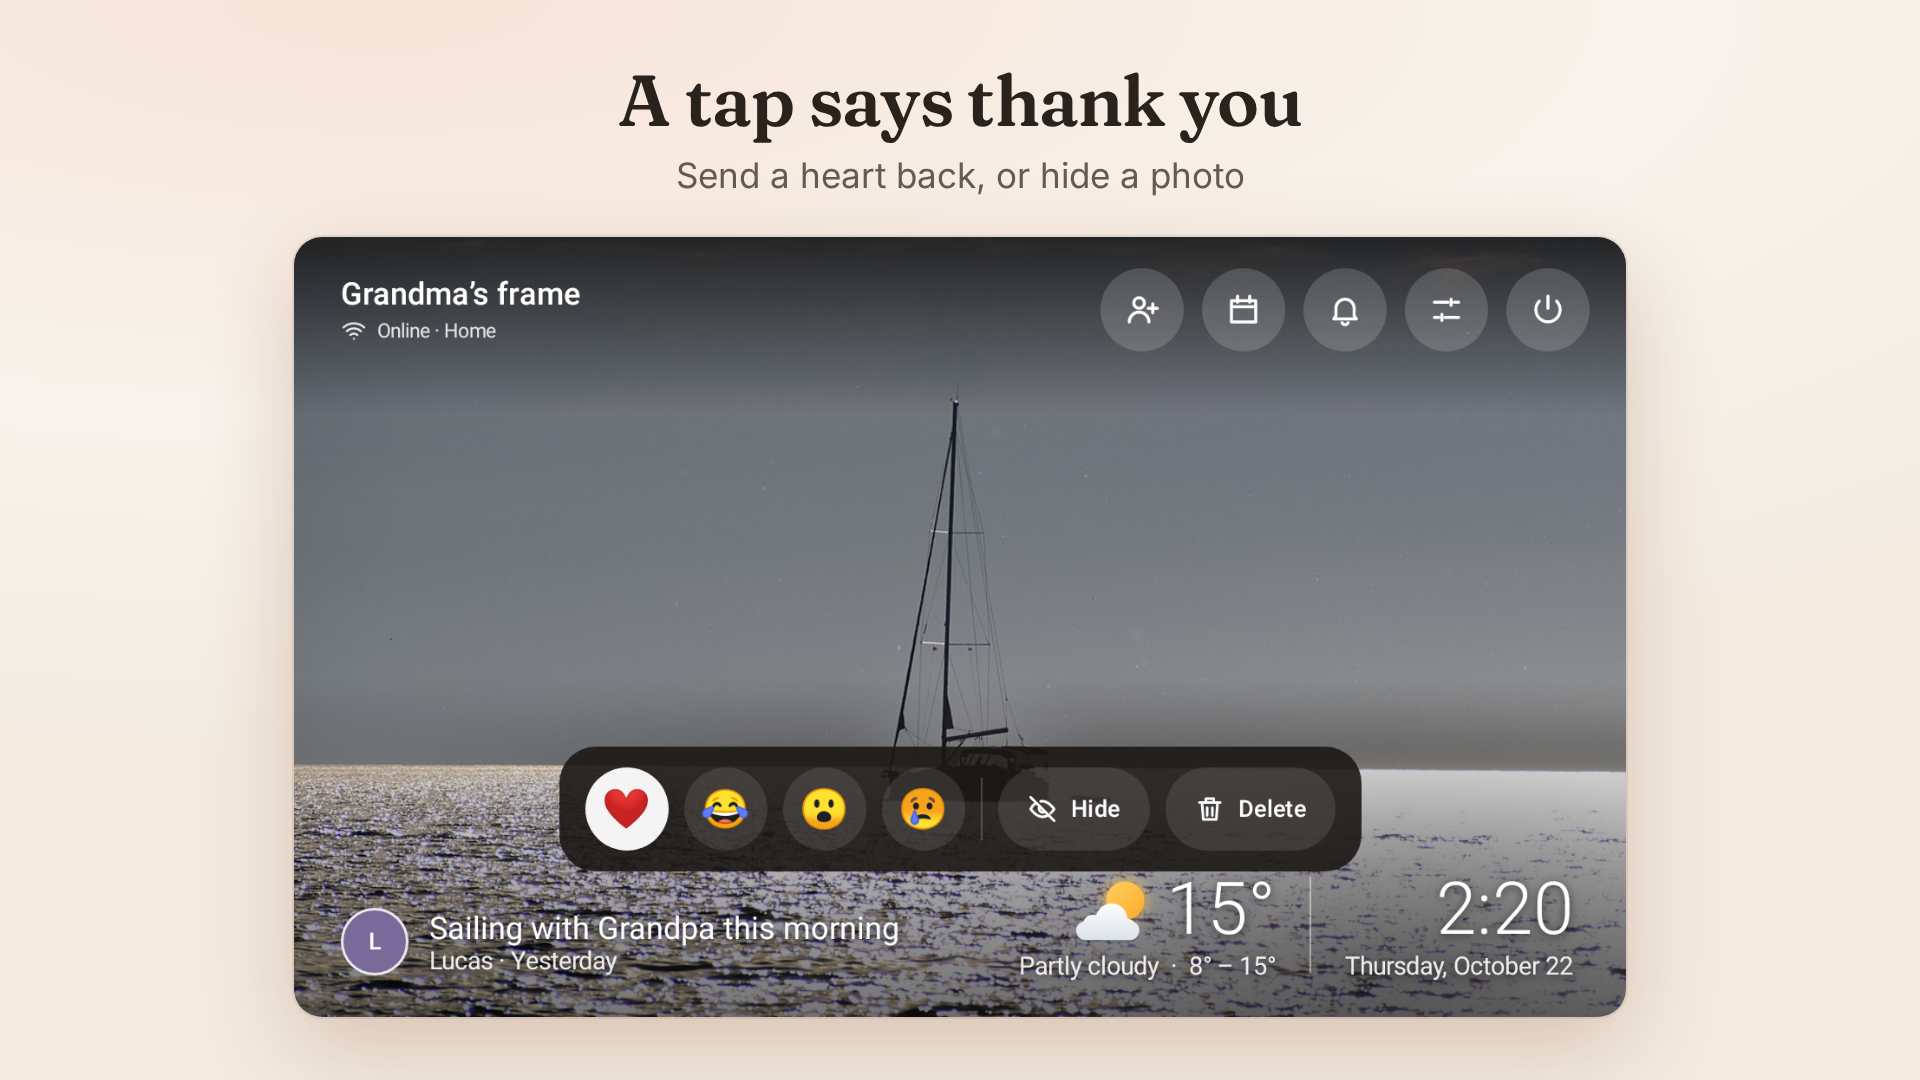 A tap says thank you
Send a heart back, or hide a photo
Grandma's frame
Online · Home
Hide
Delete
L
Sailing with Grandpa this morning
Lucas · Yesterday
15°
Partly cloudy · 8° – 15°
2:20
Thursday, October 22